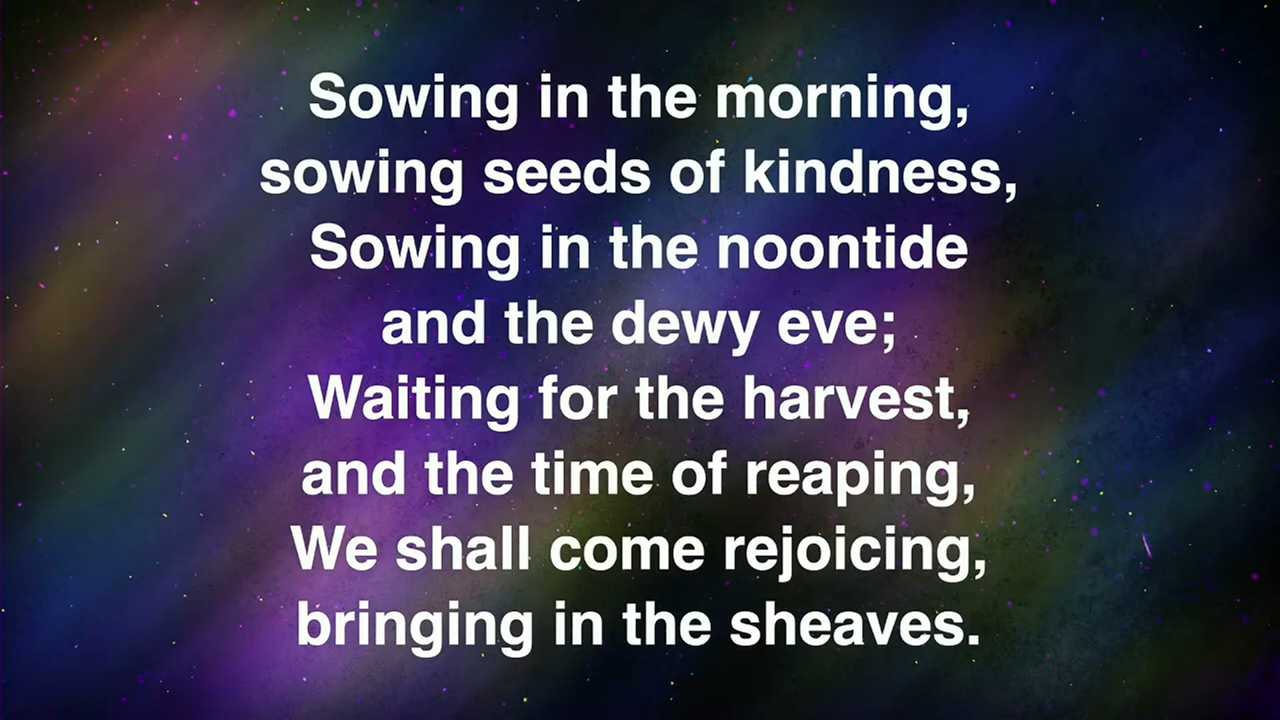 Sowing in the morning,
sowing seeds of kindness,
Sowing in the noontide
and the dewy eve;
Waiting for the harvest,
and the time of reaping,
We shall come rejoicing,
bringing in the sheaves.